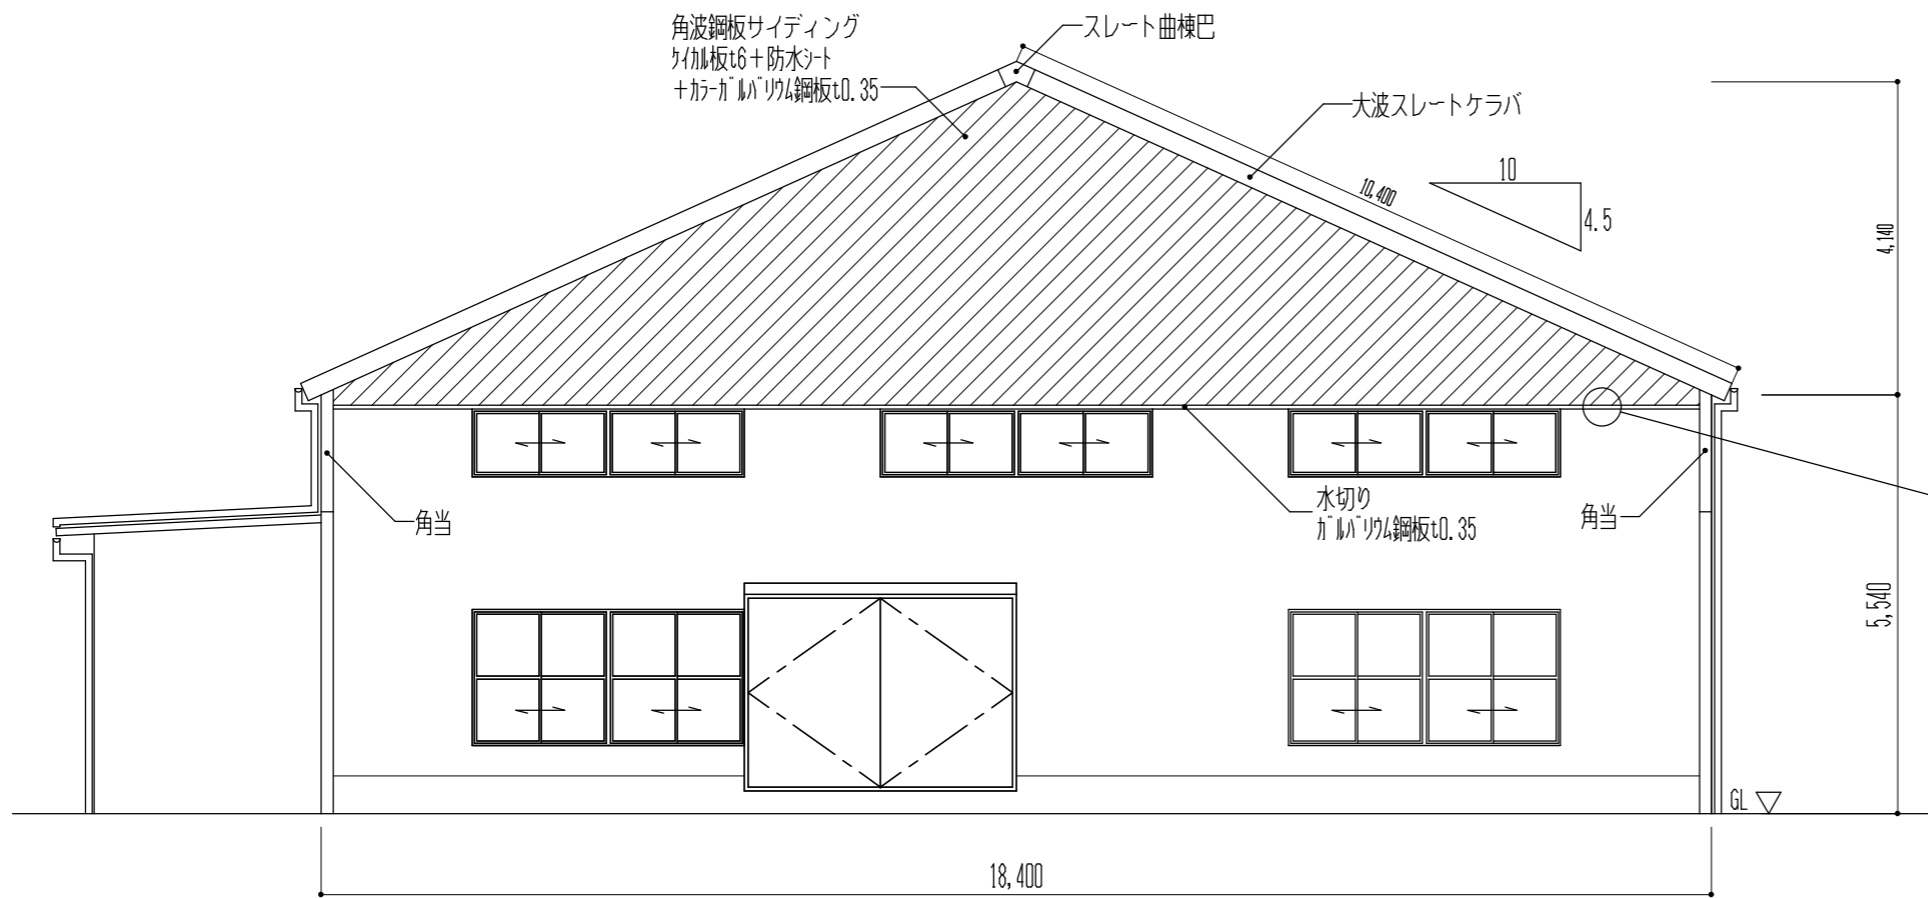 角波鋼板サイディング
ｹｲｶﾙ板t6＋防水ｼｰﾄ
＋ｶﾗｰｶﾞﾙﾊﾞﾘｳﾑ鋼板t0.35
スレート曲棟巴
大波スレートケラバ
10
4.5
10,400
4,140
角当
水切り
ｶﾞﾙﾊﾞﾘｳﾑ鋼板t0.35
角当
5,540
GL
18,400